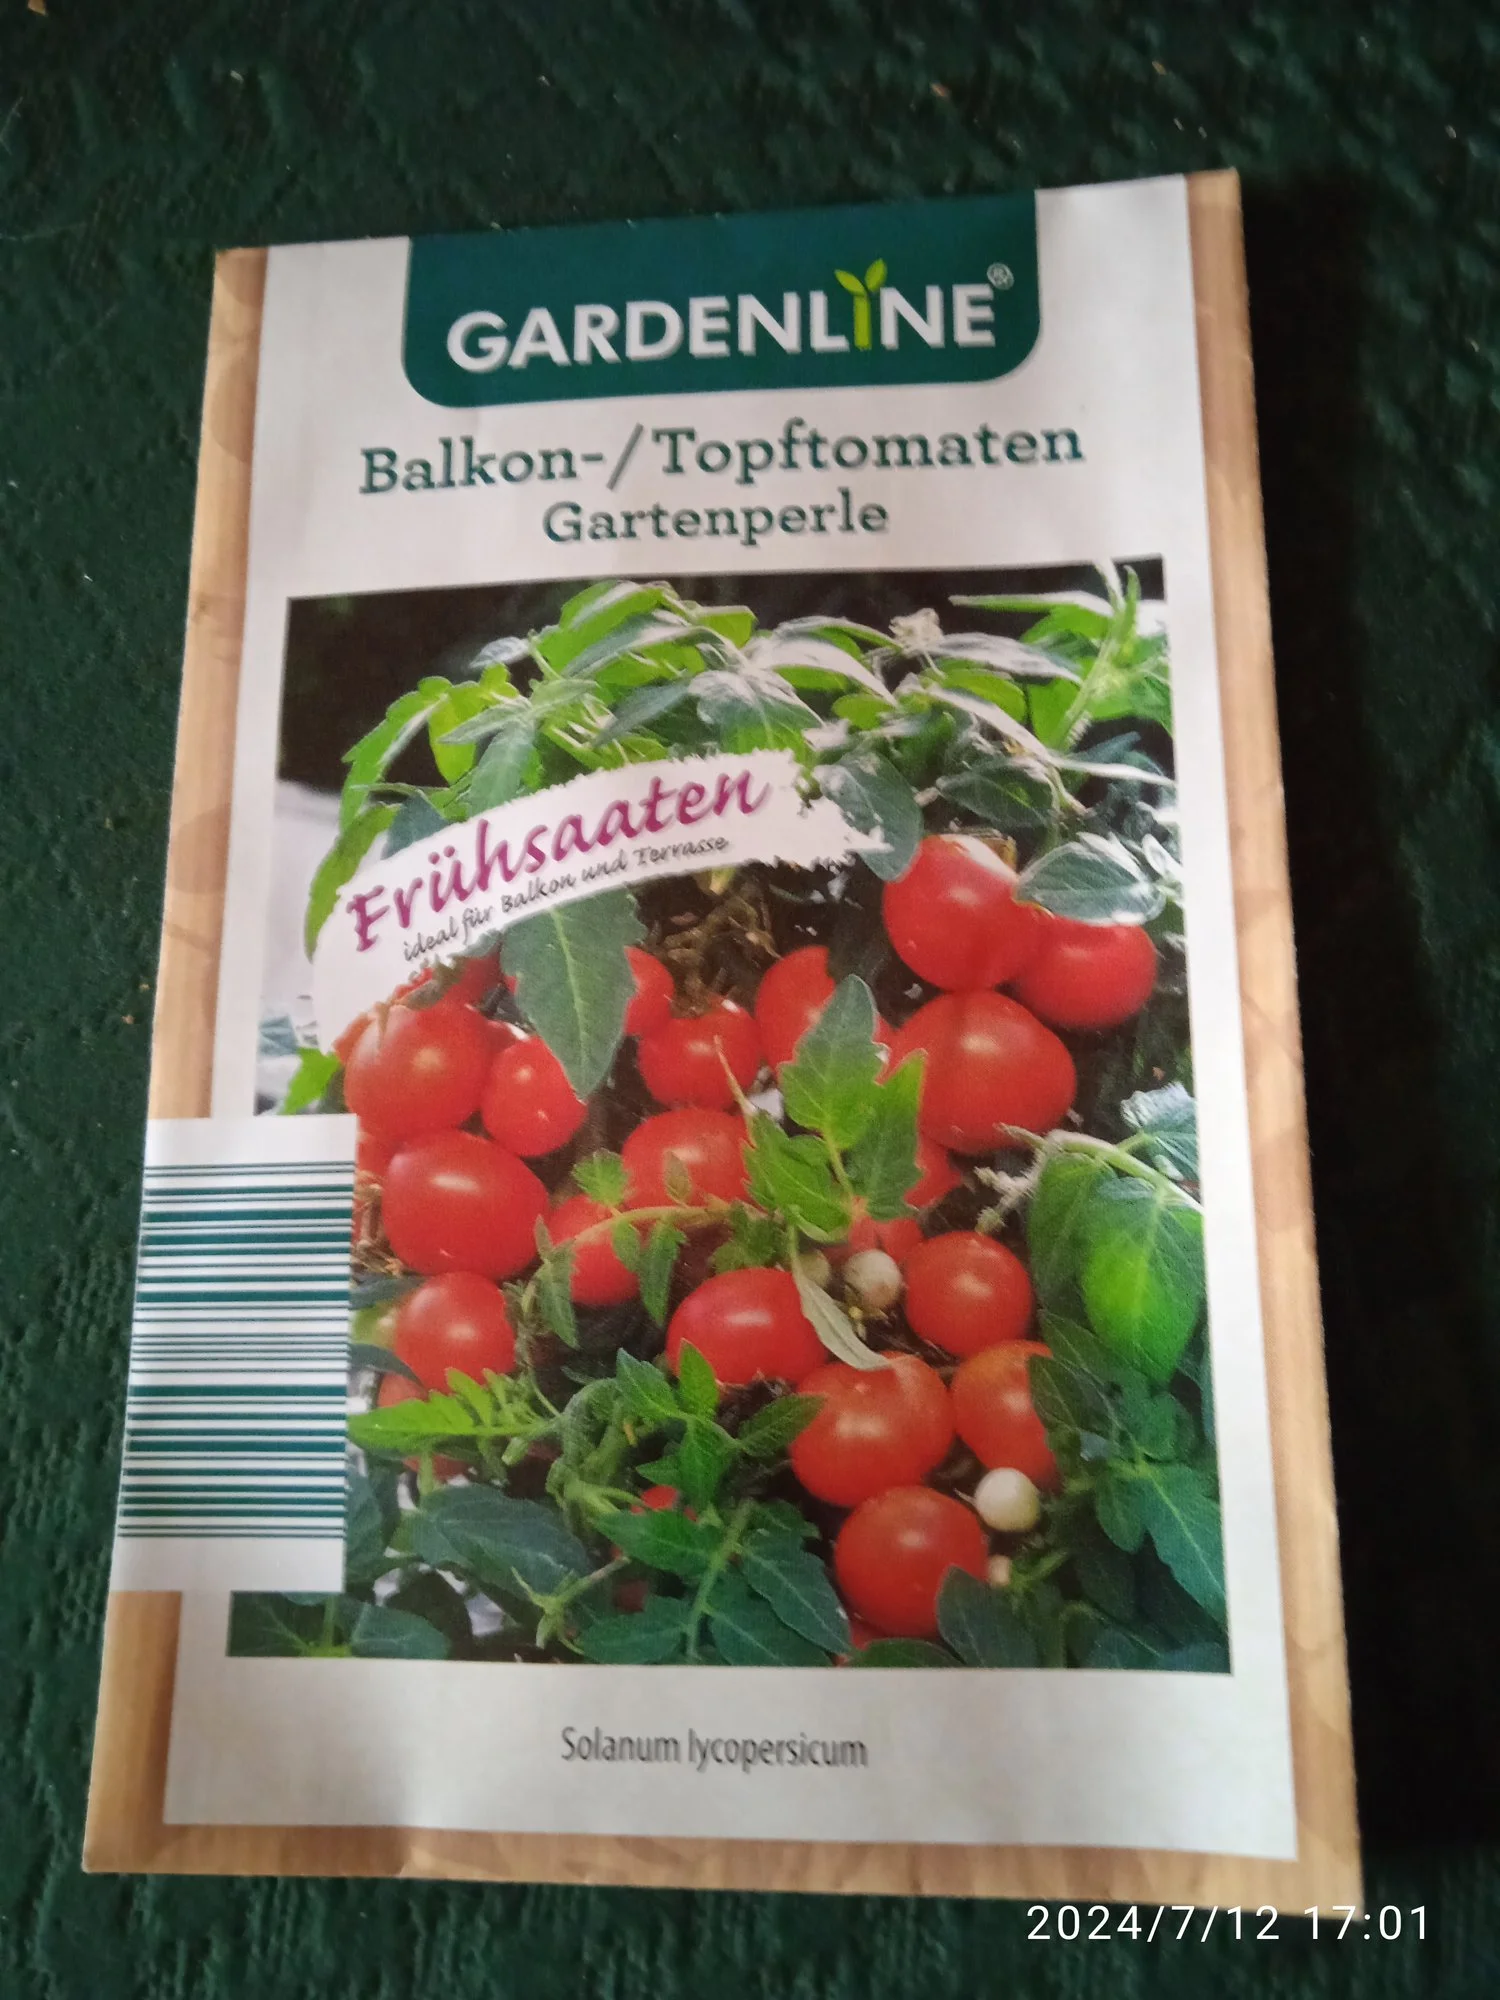 GARDENLINE®
Balkon-/Topftomaten
Gartenperle
Frühsaaten
ideal für Balkon und Terrasse
Solanum lycopersicum
2024/7/12 17:01